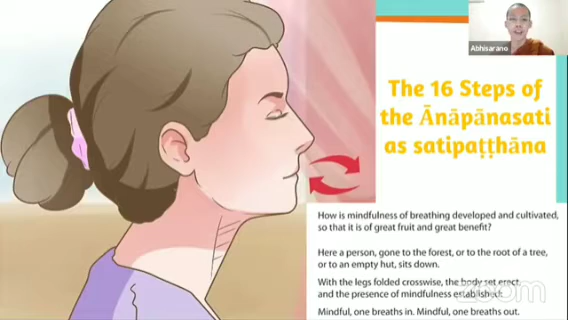 Abhisarano
The 16 Steps of
the Ānāpānasati
as satipaṭṭhāna
How is mindfulness of breathing developed and cultivated,
so that it is of great fruit and great benefit?
Here a person, gone to the forest, or to the root of a tree,
or to an empty hut, sits down.
With the legs folded crosswise, the body set erect,
and the presence of mindfulness established:
Mindful, one breaths in. Mindful, one breaths out.
zoom